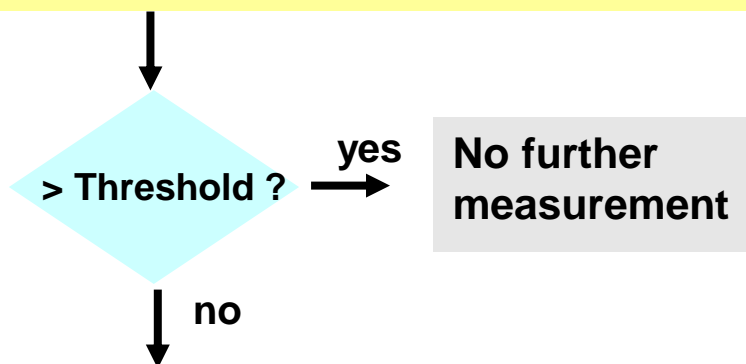 yes
> Threshold ?
No further
measurement
no